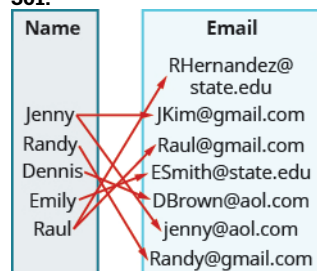 Name
Jenny
Randy
Dennis
Emily
Raul
Email
RHernandez@
state.edu
JKim@gmail.com
Raul@gmail.com
ESmith@state.edu
DBrown@aol.com
jenny@aol.com
Randy@gmail.com